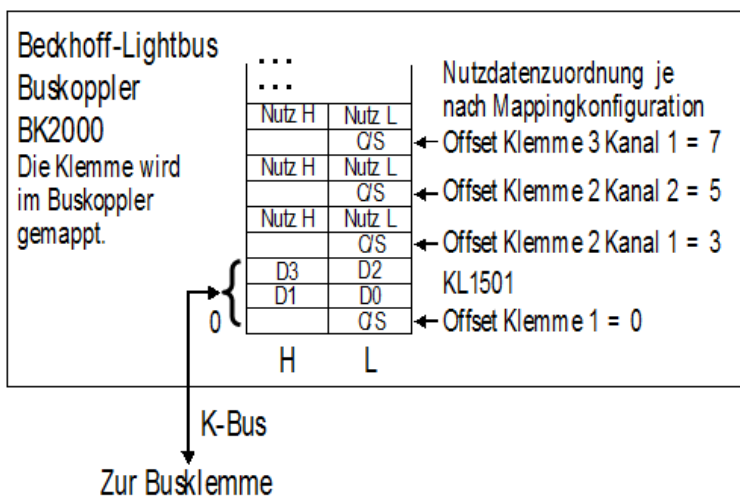 Beckhoff-Lightbus
Buskoppler
BK2000
Die Klemme wird
im Buskoppler
gemappt.
...
...
Nutz H Nutz L
C/S
Nutz H Nutz L
C/S
Nutz H Nutz L
C/S
D3 D2
D1 D0
0 C/S
H L
Nutzdatenzuordnung je
nach Mappingkonfiguration
Offset Klemme 3 Kanal 1 = 7
Offset Klemme 2 Kanal 2 = 5
Offset Klemme 2 Kanal 1 = 3
KL1501
Offset Klemme 1 = 0
K-Bus
Zur Busklemme